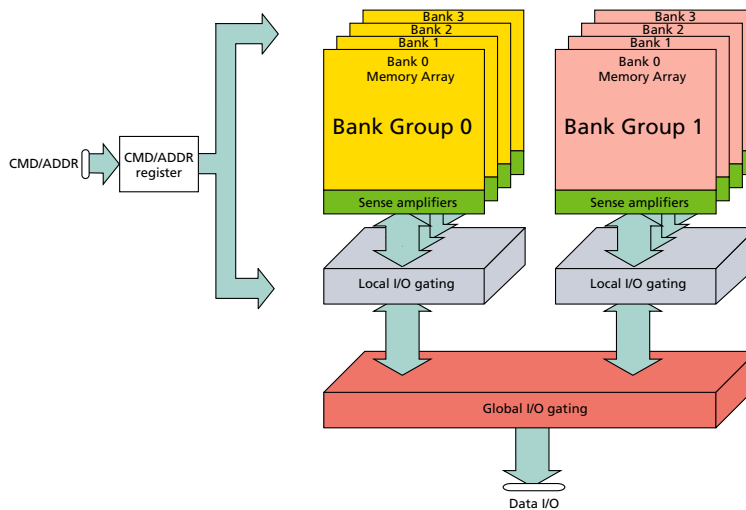 Bank 3
Bank 2
Bank 1
Bank 0
Memory Array
Bank Group 0
Sense amplifiers
Bank 3
Bank 2
Bank 1
Bank 0
Memory Array
Bank Group 1
Sense amplifiers
CMD/ADDR
CMD/ADDR
register
Local I/O gating
Local I/O gating
Global I/O gating
Data I/O